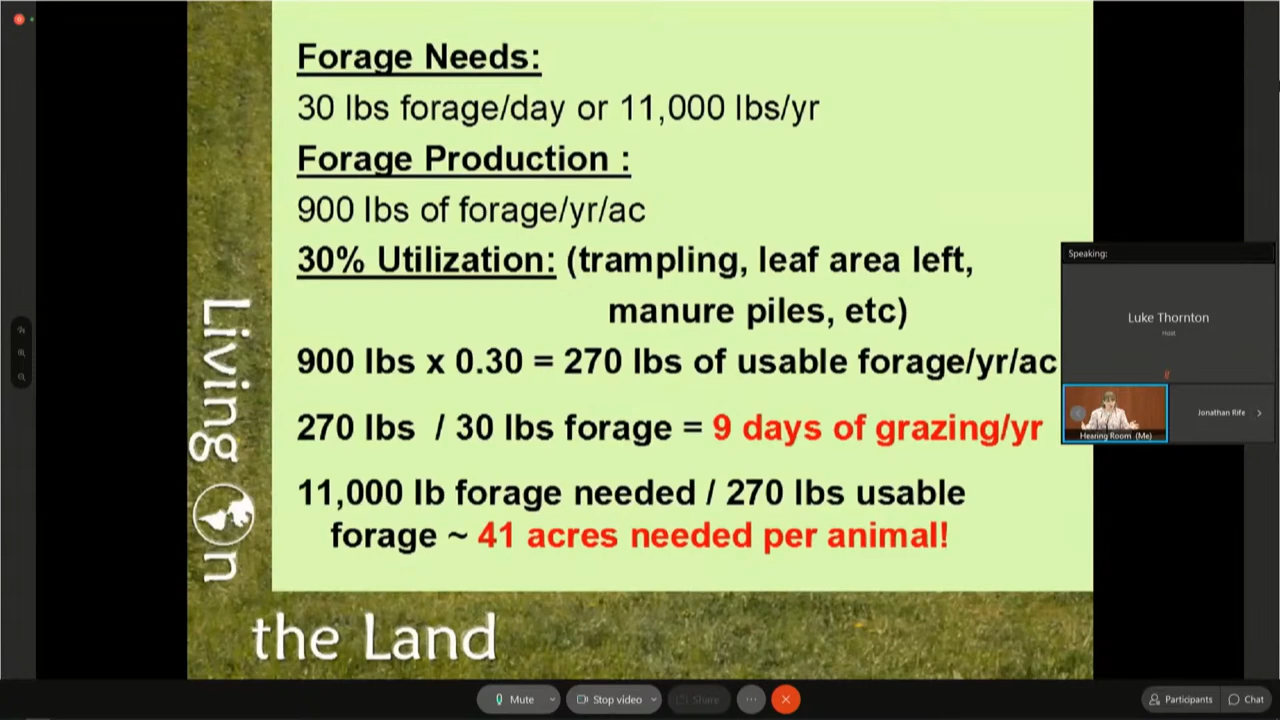 Forage Needs:
30 lbs forage/day or 11,000 lbs/yr
Forage Production :
900 lbs of forage/yr/ac
30% Utilization: (trampling, leaf area left,
manure piles, etc)
900 lbs x 0.30 = 270 lbs of usable forage/yr/ac
270 lbs / 30 lbs forage = 9 days of grazing/yr
11,000 lb forage needed / 270 lbs usable
forage ~ 41 acres needed per animal!
Living On
the Land
Speaking:
Luke Thornton
Host
Hearing Room (Me)
Jonathan Rife
Mute
Stop video
Share
Participants
Chat